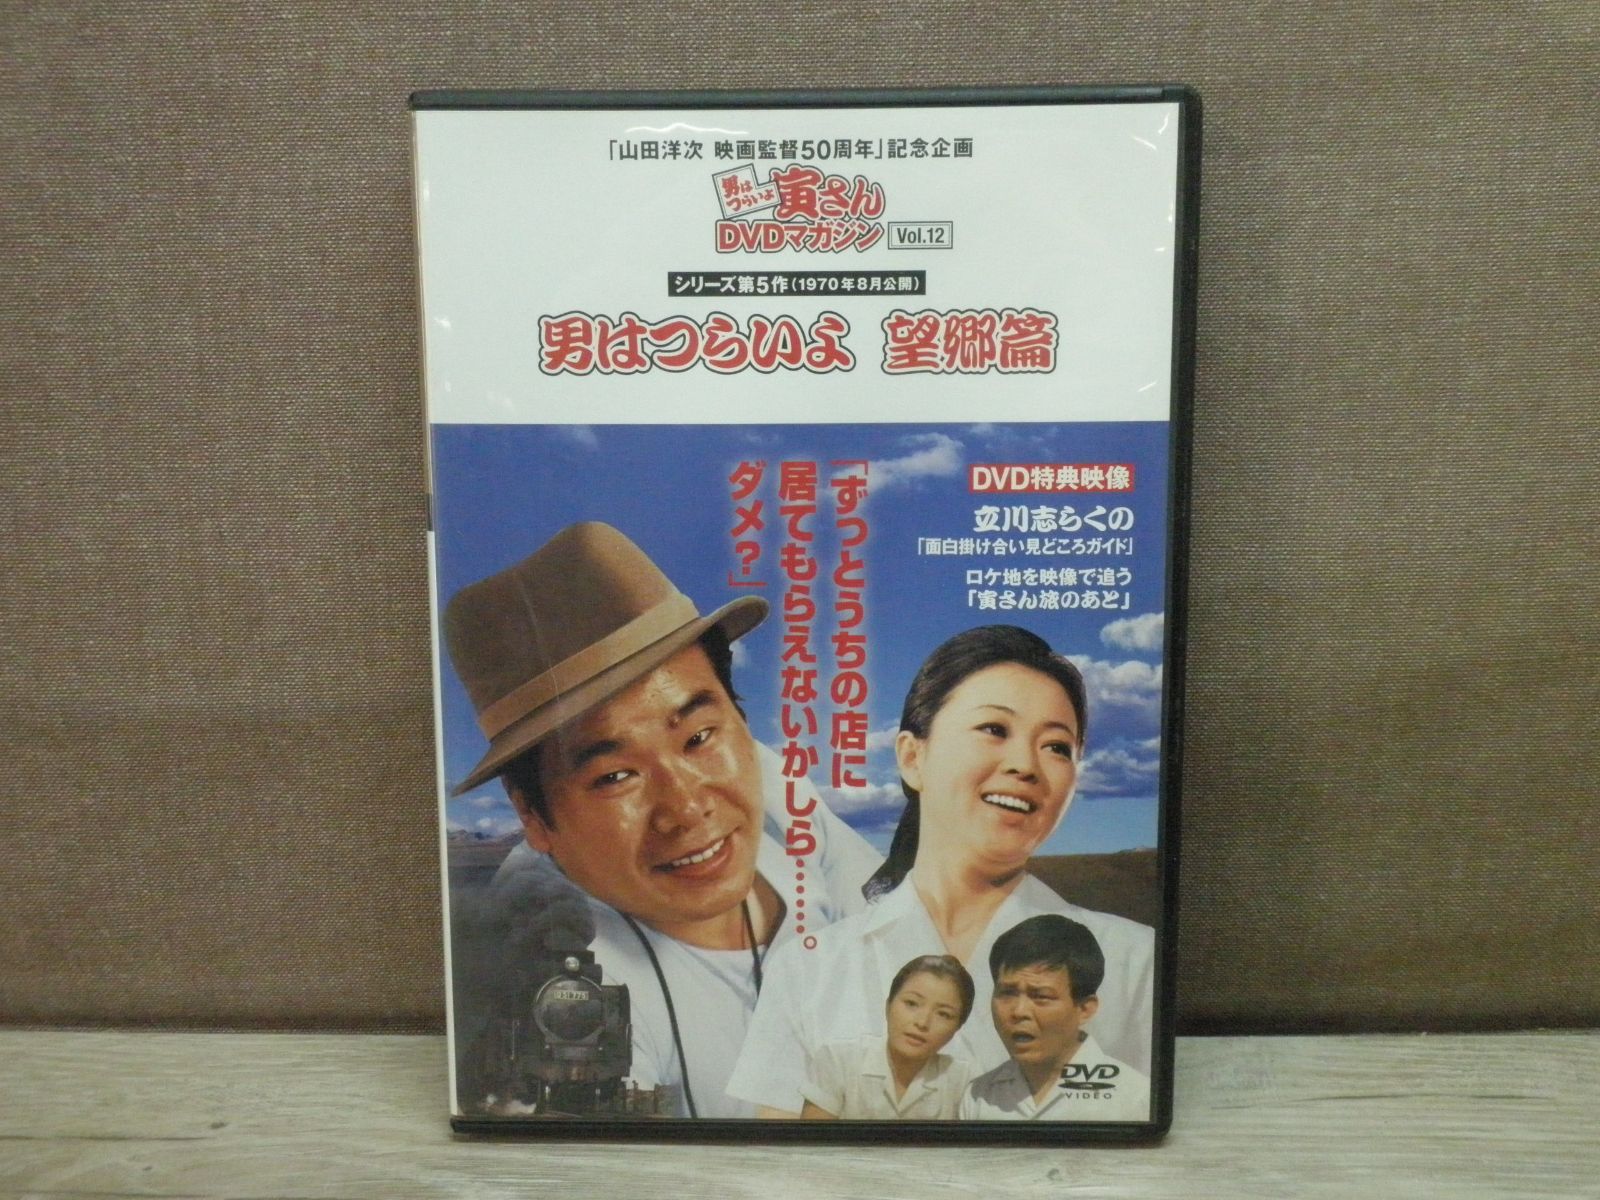 「山田洋次 映画監督50周年」記念企画
男は
つらいよ
寅さん
DVDマガジン Vol.12
シリーズ第5作(1970年8月公開)
男はつらいよ 望郷篇
「ずっとうちの店に
居てもらえないかしら……。
ダメ?」
DVD特典映像
立川志らくの
「面白掛け合い見どころガイド」
ロケ地を映像で追う
「寅さん旅のあと」
DVD
VIDEO